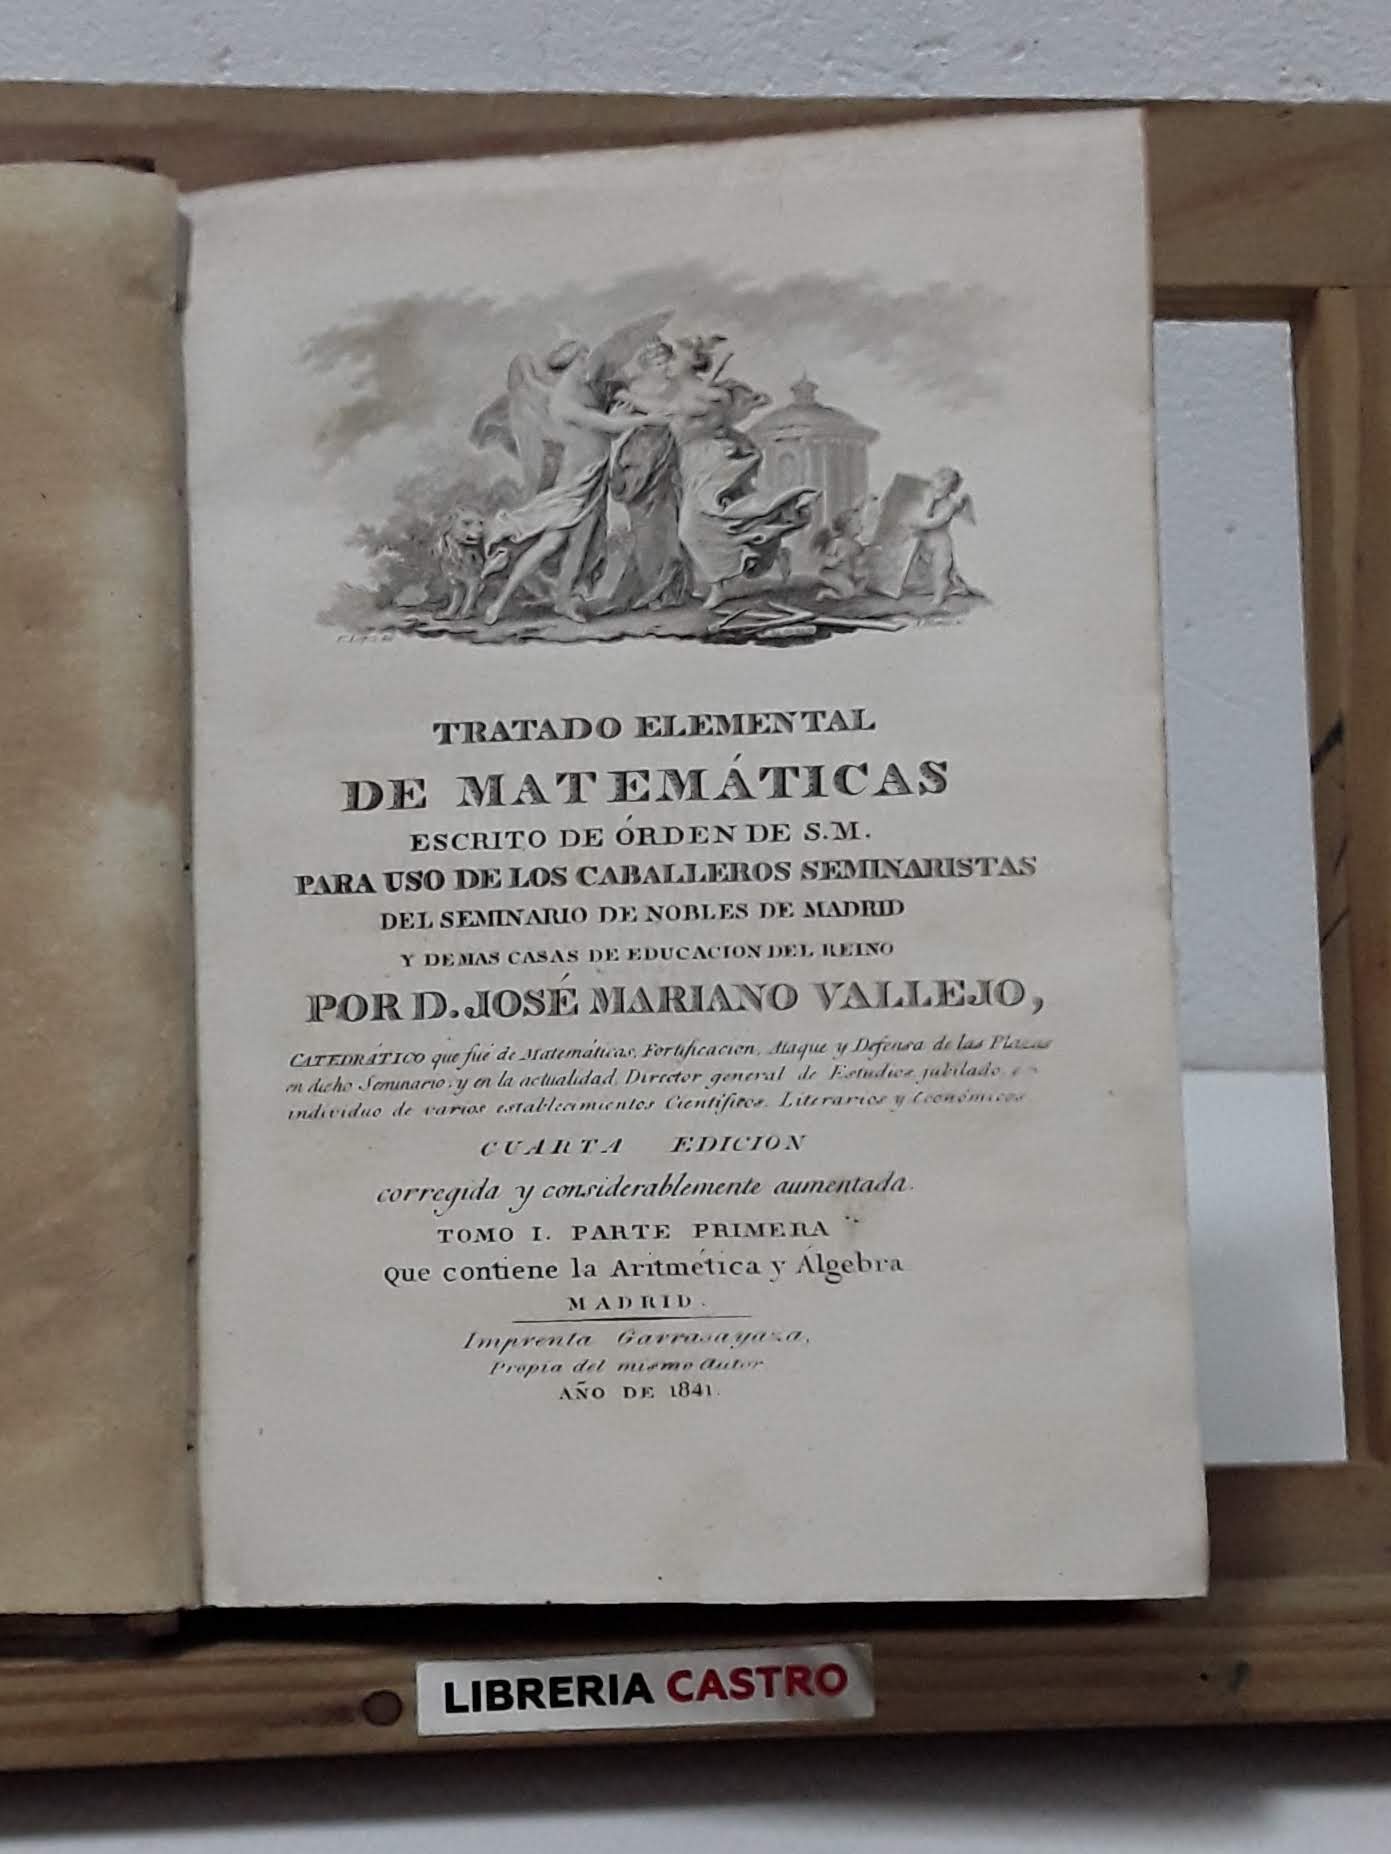 TRATADO ELEMENTAL
DE MATEMÁTICAS
ESCRITO DE ÓRDEN DE S.M.
PARA USO DE LOS CABALLEROS SEMINARISTAS
DEL SEMINARIO DE NOBLES DE MADRID
Y DEMAS CASAS DE EDUCACION DEL REINO
POR D. JOSÉ MARIANO VALLEJO,
CATEDRÁTICO que fué de Matemáticas, Fortificacion, Ataque y Defensa de las Plazas
en dicho Seminario, y en la actualidad, Director general de Estudios jubilado, é
individuo de varios establecimientos Científicos, Literarios y Económicos
CUARTA EDICION
corregida y considerablemente aumentada.
TOMO I. PARTE PRIMERA
Que contiene la Aritmética y Álgebra
MADRID.
Imprenta Garrasayaza,
Propia del mismo Autor
AÑO DE 1841.
LIBRERIA CASTRO